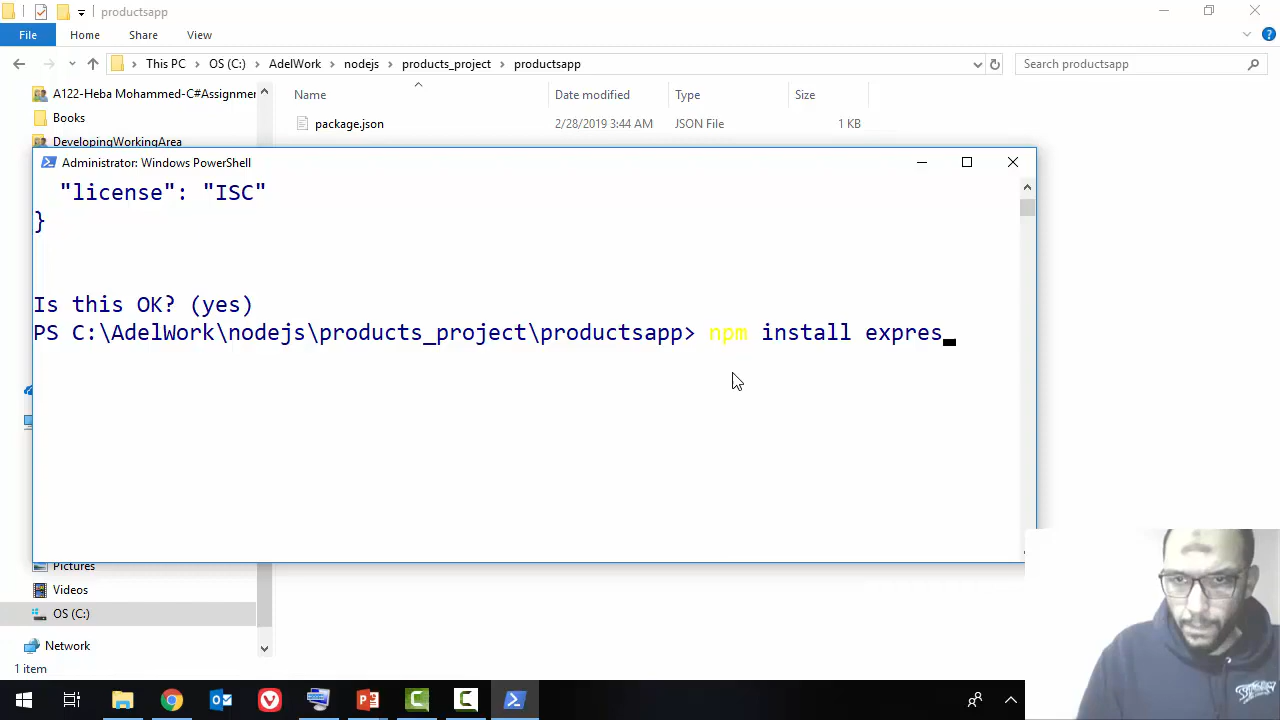 productsapp
File
Home
Share
View
This PC
OS (C:)
AdelWork
nodejs
products_project
productsapp
Search productsapp
A122-Heba Mohammed-C#Assignmer
Books
DevelopingWorkingArea
Name
Date modified
Type
Size
package.json
2/28/2019 3:44 AM
JSON File
1 KB
Administrator: Windows PowerShell
"license": "ISC"
}
Is this OK? (yes)
PS C:\AdelWork\nodejs\products_project\productsapp> npm install expres
Pictures
Videos
OS (C:)
Network
1 item